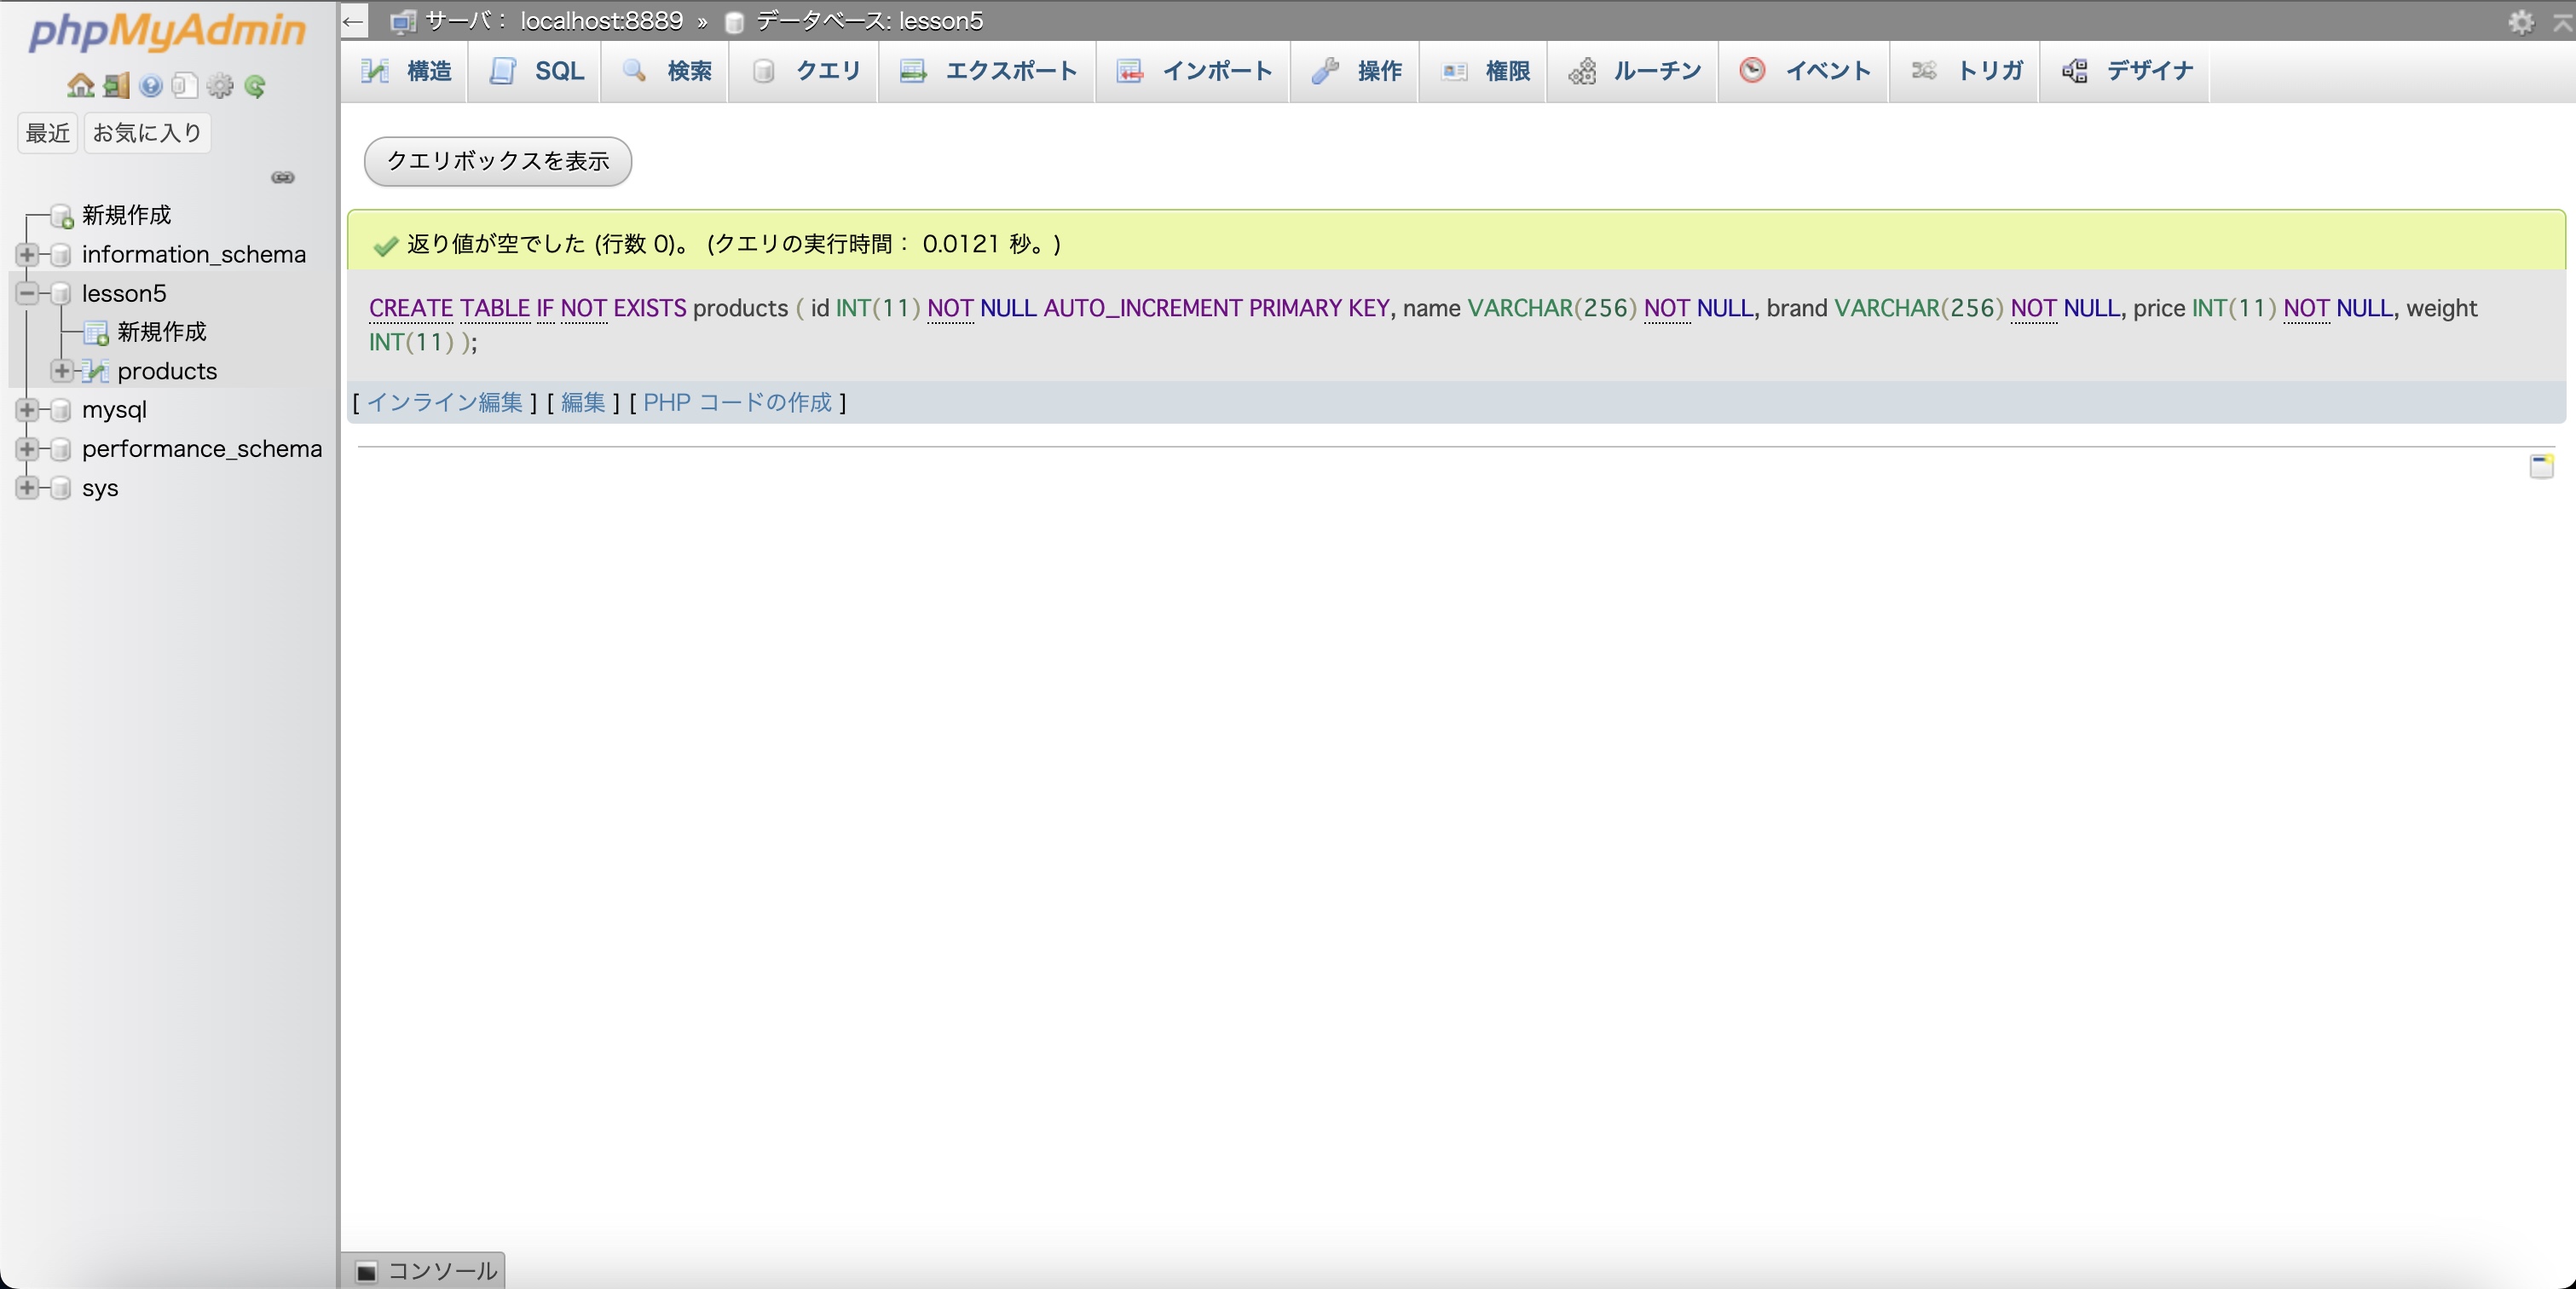 phpMyAdmin
最近 お気に入り
新規作成
information_schema
lesson5
新規作成
products
mysql
performance_schema
sys
サーバ： localhost:8889 » データベース: lesson5
構造 SQL 検索 クエリ エクスポート インポート 操作 権限 ルーチン イベント トリガ デザイナ
クエリボックスを表示
返り値が空でした (行数 0)。 (クエリの実行時間： 0.0121 秒。)
CREATE TABLE IF NOT EXISTS products ( id INT(11) NOT NULL AUTO_INCREMENT PRIMARY KEY, name VARCHAR(256) NOT NULL, brand VARCHAR(256) NOT NULL, price INT(11) NOT NULL, weight
INT(11) );
[ インライン編集 ] [ 編集 ] [ PHP コードの作成 ]
コンソール